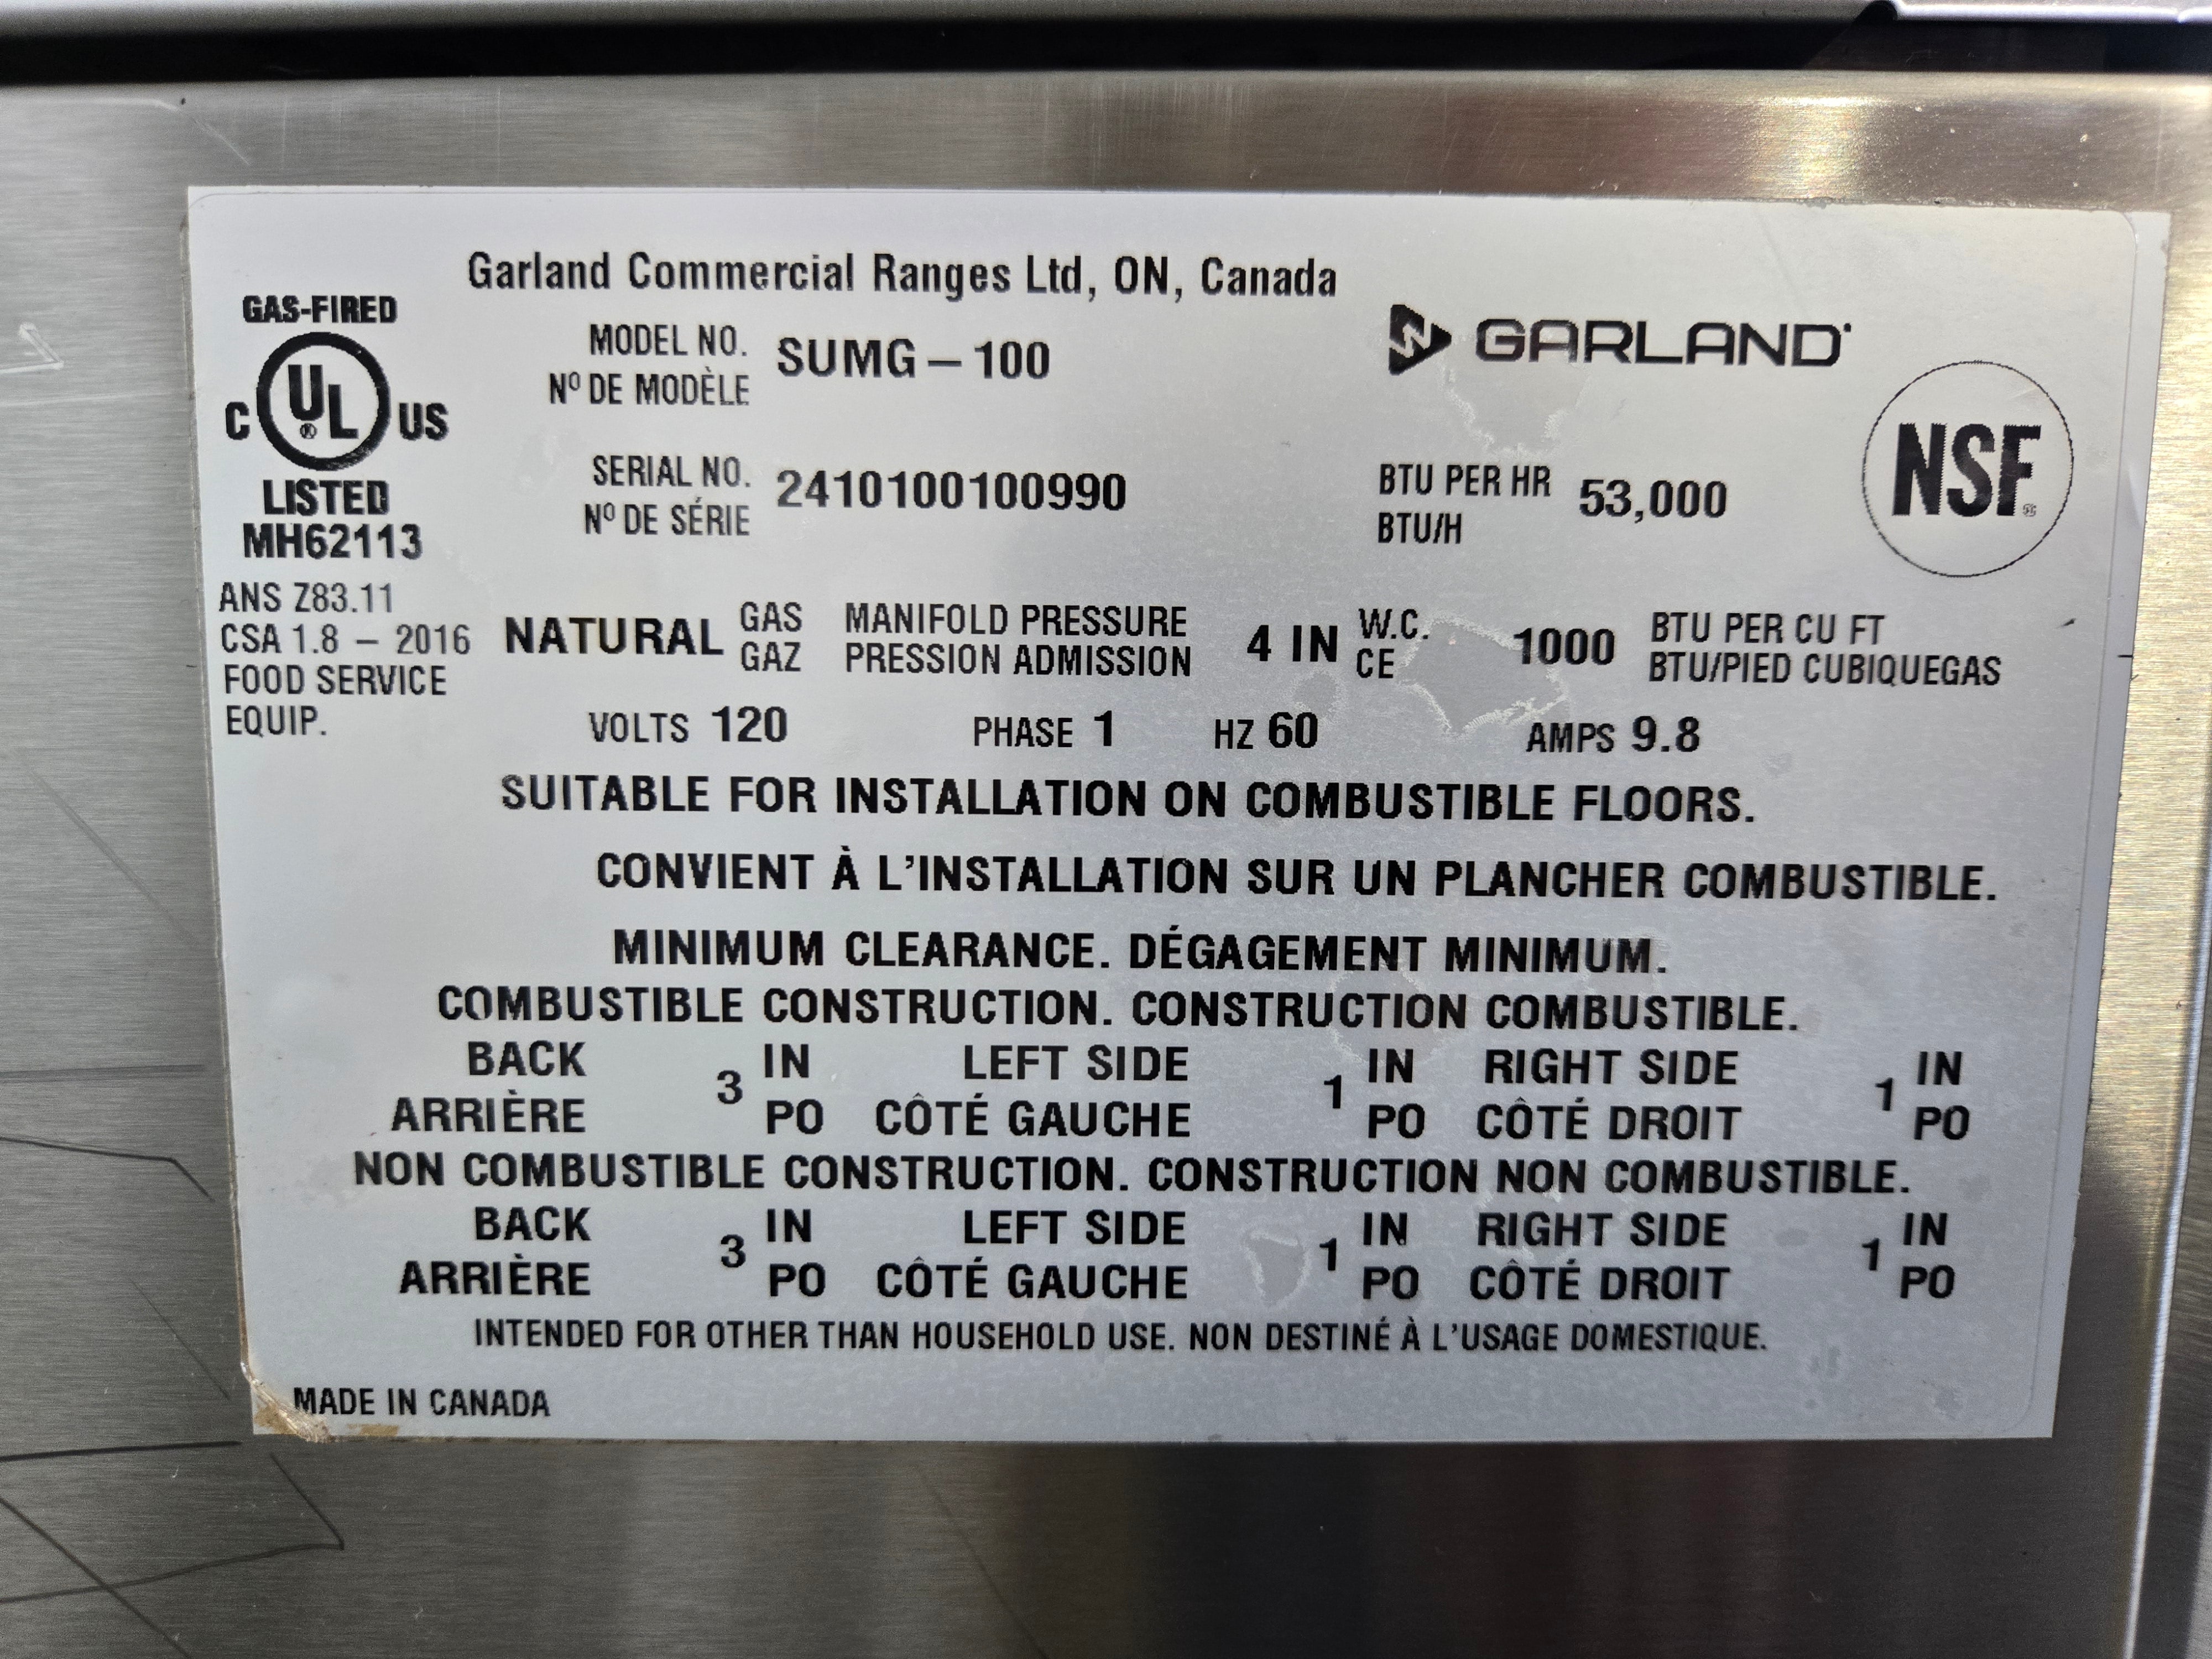 Garland Commercial Ranges Ltd, ON, Canada
GAS-FIRED
C UL® US
LISTED
MH62113
ANS Z83.11
CSA 1.8 – 2016
FOOD SERVICE
EQUIP.
MODEL NO.
Nº DE MODÈLE
SUMG – 100
GARLAND
SERIAL NO.
Nº DE SÉRIE
2410100100990
BTU PER HR
BTU/H
53,000
NSF®
NATURAL
GAS
GAZ
MANIFOLD PRESSURE
PRESSION ADMISSION
4 IN
W.C.
CE
1000
BTU PER CU FT
BTU/PIED CUBIQUEGAS
VOLTS 120 PHASE 1 HZ 60 AMPS 9.8
SUITABLE FOR INSTALLATION ON COMBUSTIBLE FLOORS.
CONVIENT À L'INSTALLATION SUR UN PLANCHER COMBUSTIBLE.
MINIMUM CLEARANCE. DÉGAGEMENT MINIMUM.
COMBUSTIBLE CONSTRUCTION. CONSTRUCTION COMBUSTIBLE.
BACK
ARRIÈRE
3
IN
PO
LEFT SIDE
CÔTÉ GAUCHE
1
IN
PO
RIGHT SIDE
CÔTÉ DROIT
1
IN
PO
NON COMBUSTIBLE CONSTRUCTION. CONSTRUCTION NON COMBUSTIBLE.
BACK
ARRIÈRE
3
IN
PO
LEFT SIDE
CÔTÉ GAUCHE
1
IN
PO
RIGHT SIDE
CÔTÉ DROIT
1
IN
PO
INTENDED FOR OTHER THAN HOUSEHOLD USE. NON DESTINÉ À L'USAGE DOMESTIQUE.
MADE IN CANADA